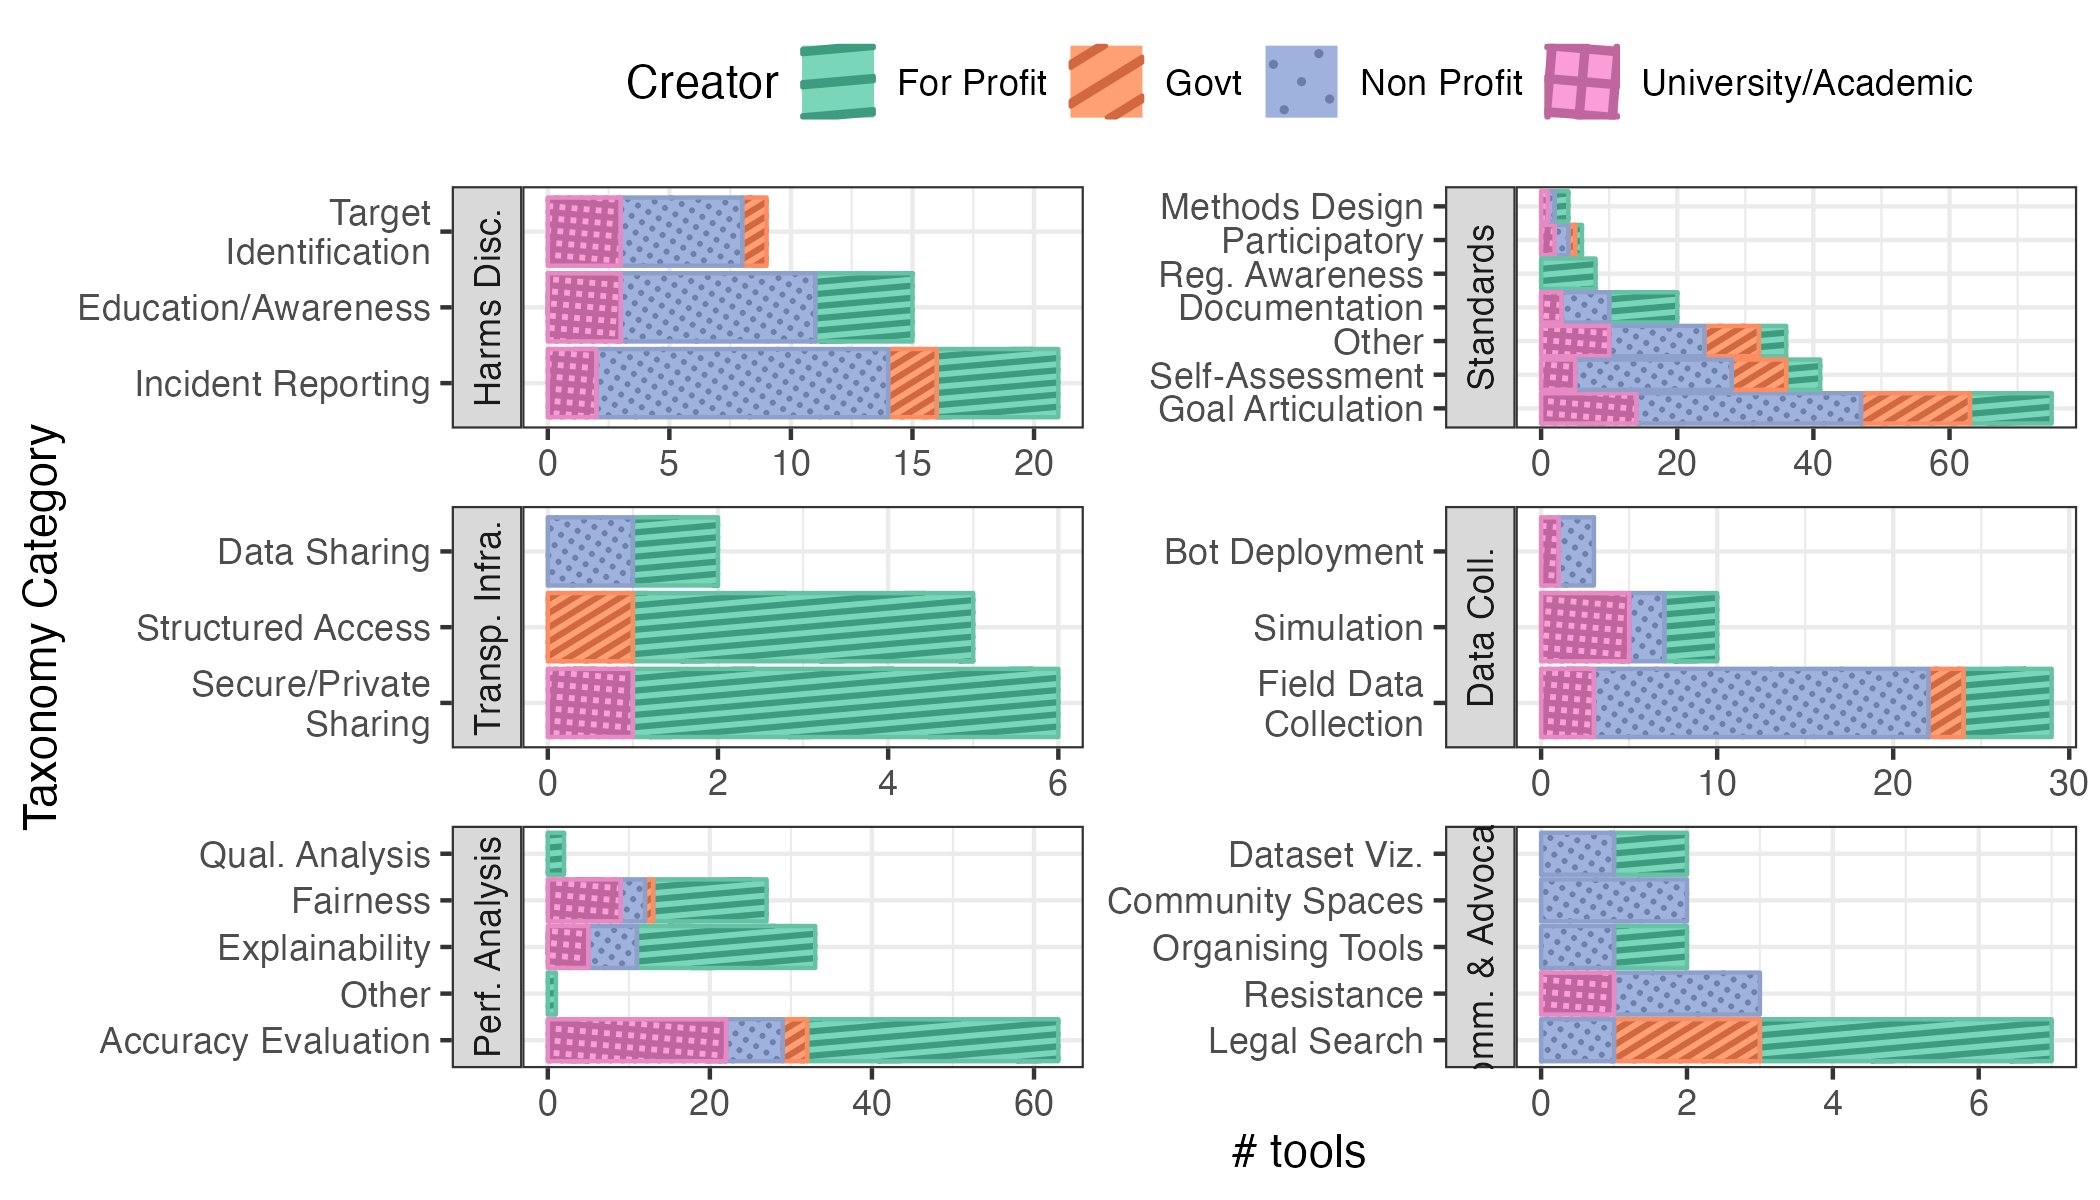 Creator For Profit Govt Non Profit University/Academic
Taxonomy Category
Target
Identification
Education/Awareness
Incident Reporting
Harms Disc.
0 5 10 15 20
Methods Design
Participatory
Reg. Awareness
Documentation
Other
Self-Assessment
Goal Articulation
Standards
0 20 40 60
Data Sharing
Structured Access
Secure/Private
Sharing
Transp. Infra.
0 2 4 6
Bot Deployment
Simulation
Field Data
Collection
Data Coll.
0 10 20 30
Qual. Analysis
Fairness
Explainability
Other
Accuracy Evaluation
Perf. Analysis
0 20 40 60
Dataset Viz.
Community Spaces
Organising Tools
Resistance
Legal Search
omm. & Advoca
0 2 4 6
# tools